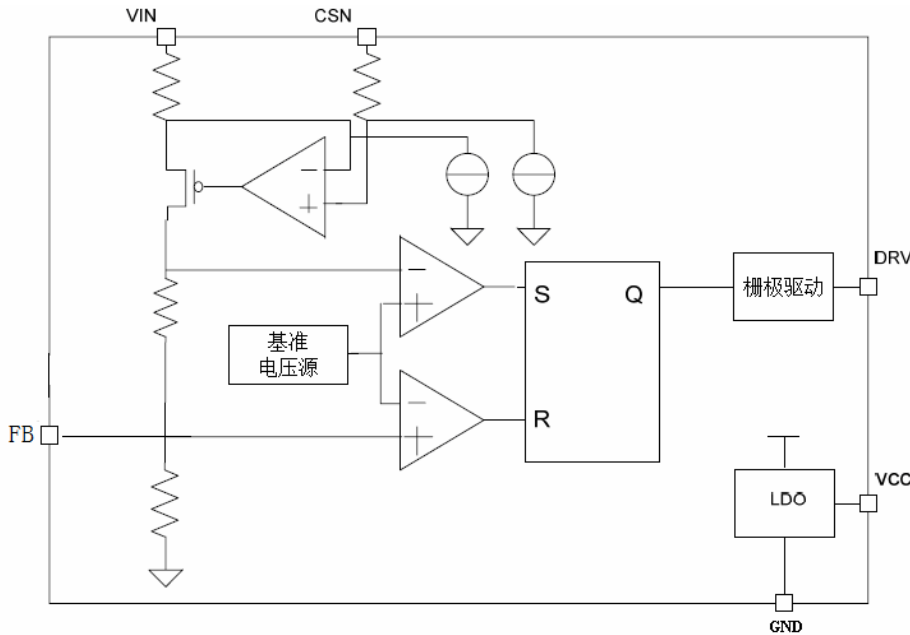 VIN
CSN
−
+
−
+
S
Q
栅极驱动
DRV
基准
电压源
−
+
R
FB
VCC
LDO
GND